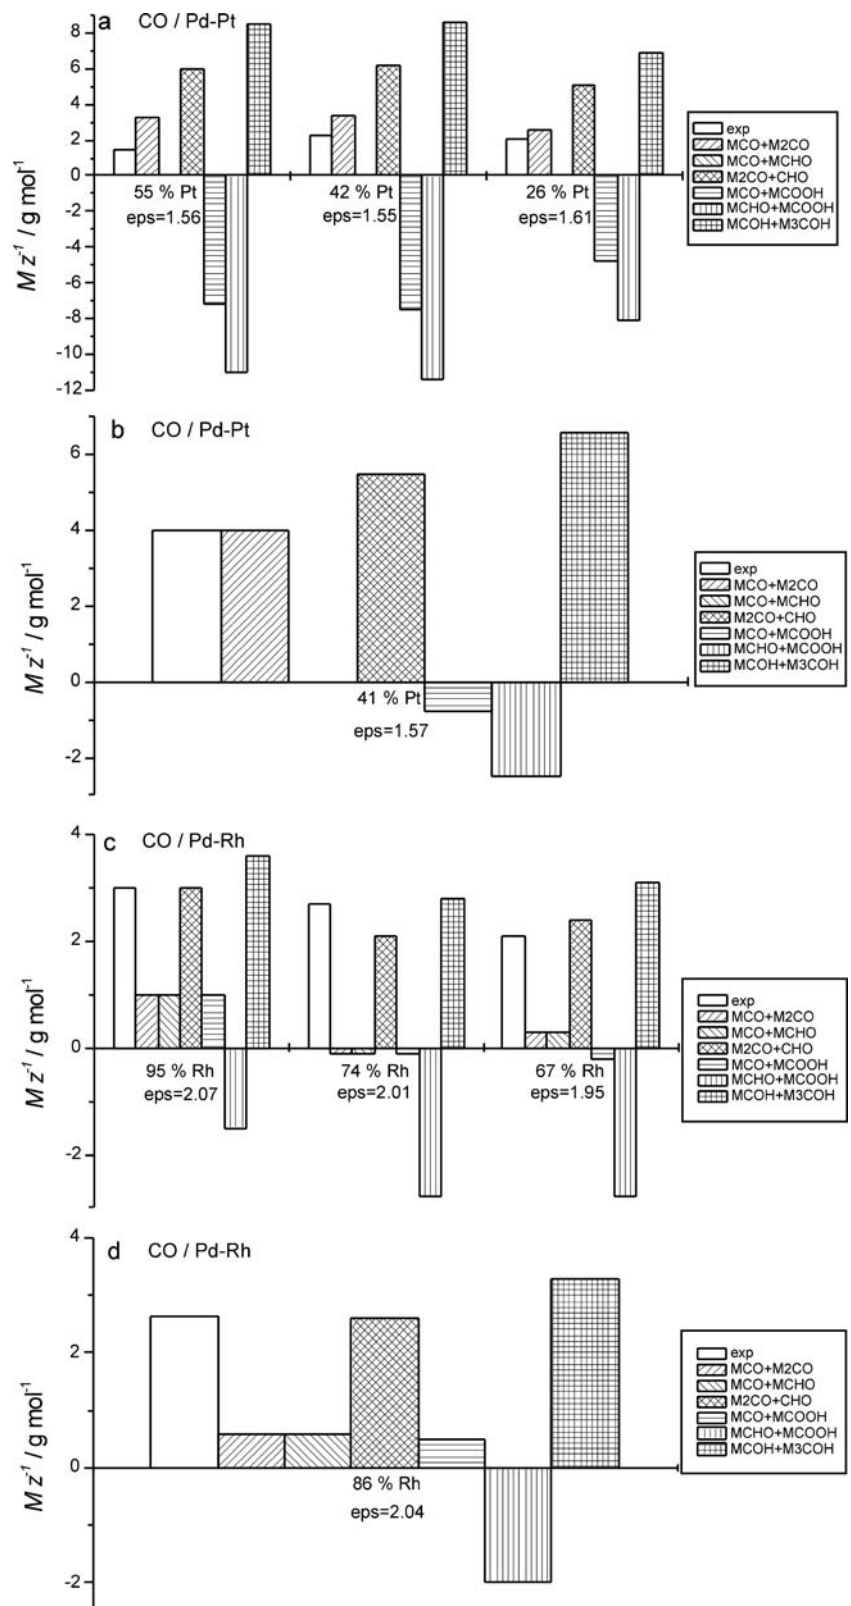 a CO / Pd-Pt
8
6
4
2
0
-2
-4
-6
-8
-10
-12
M z⁻¹ / g mol⁻¹
55 % Pt
eps=1.56
42 % Pt
eps=1.55
26 % Pt
eps=1.61
exp
MCO+M2CO
MCO+MCHO
M2CO+CHO
MCO+MCOOH
MCHO+MCOOH
MCOH+M3COH
b CO / Pd-Pt
6
4
2
0
-2
M z⁻¹ / g mol⁻¹
41 % Pt
eps=1.57
exp
MCO+M2CO
MCO+MCHO
M2CO+CHO
MCO+MCOOH
MCHO+MCOOH
MCOH+M3COH
c CO / Pd-Rh
4
2
0
-2
M z⁻¹ / g mol⁻¹
95 % Rh
eps=2.07
74 % Rh
eps=2.01
67 % Rh
eps=1.95
exp
MCO+M2CO
MCO+MCHO
M2CO+CHO
MCO+MCOOH
MCHO+MCOOH
MCOH+M3COH
d CO / Pd-Rh
4
2
0
-2
M z⁻¹ / g mol⁻¹
86 % Rh
eps=2.04
exp
MCO+M2CO
MCO+MCHO
M2CO+CHO
MCO+MCOOH
MCHO+MCOOH
MCOH+M3COH